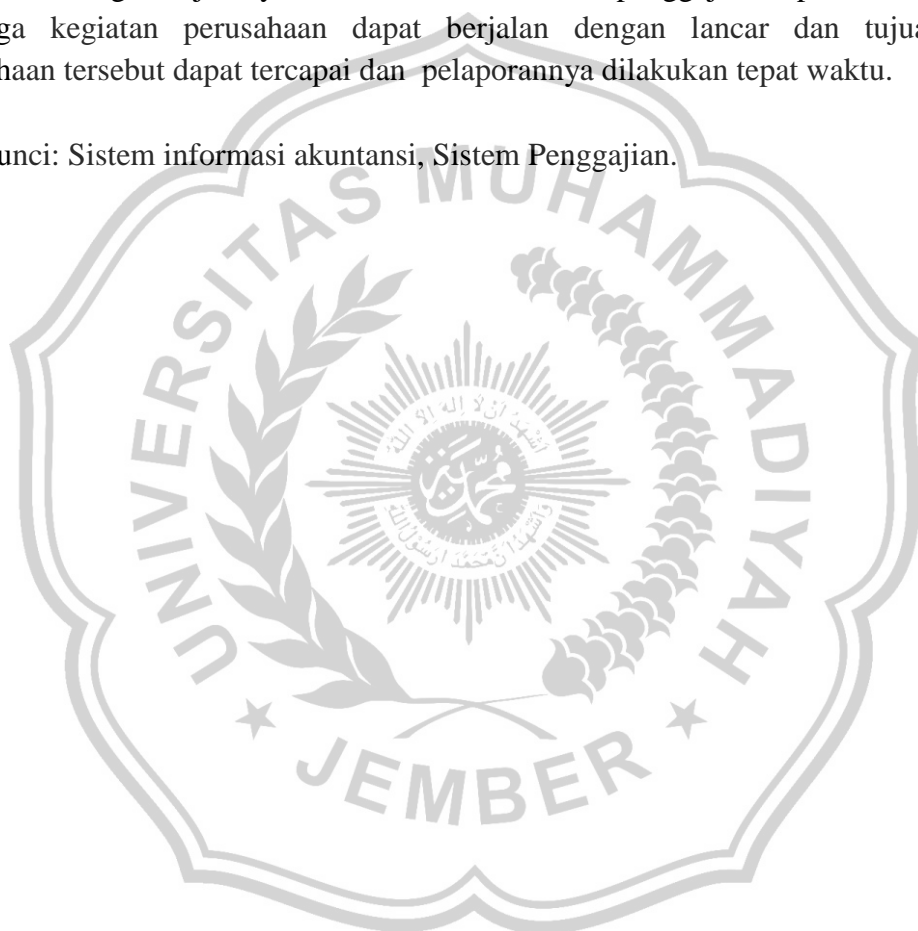 ga kegiatan perusahaan dapat berjalan dengan lancar dan tujua
haan tersebut dapat tercapai dan pelaporannya dilakukan tepat waktu.
unci: Sistem informasi akuntansi, Sistem Penggajian.
UNIVERSITAS MUHAMMADIYAH
JEMBER